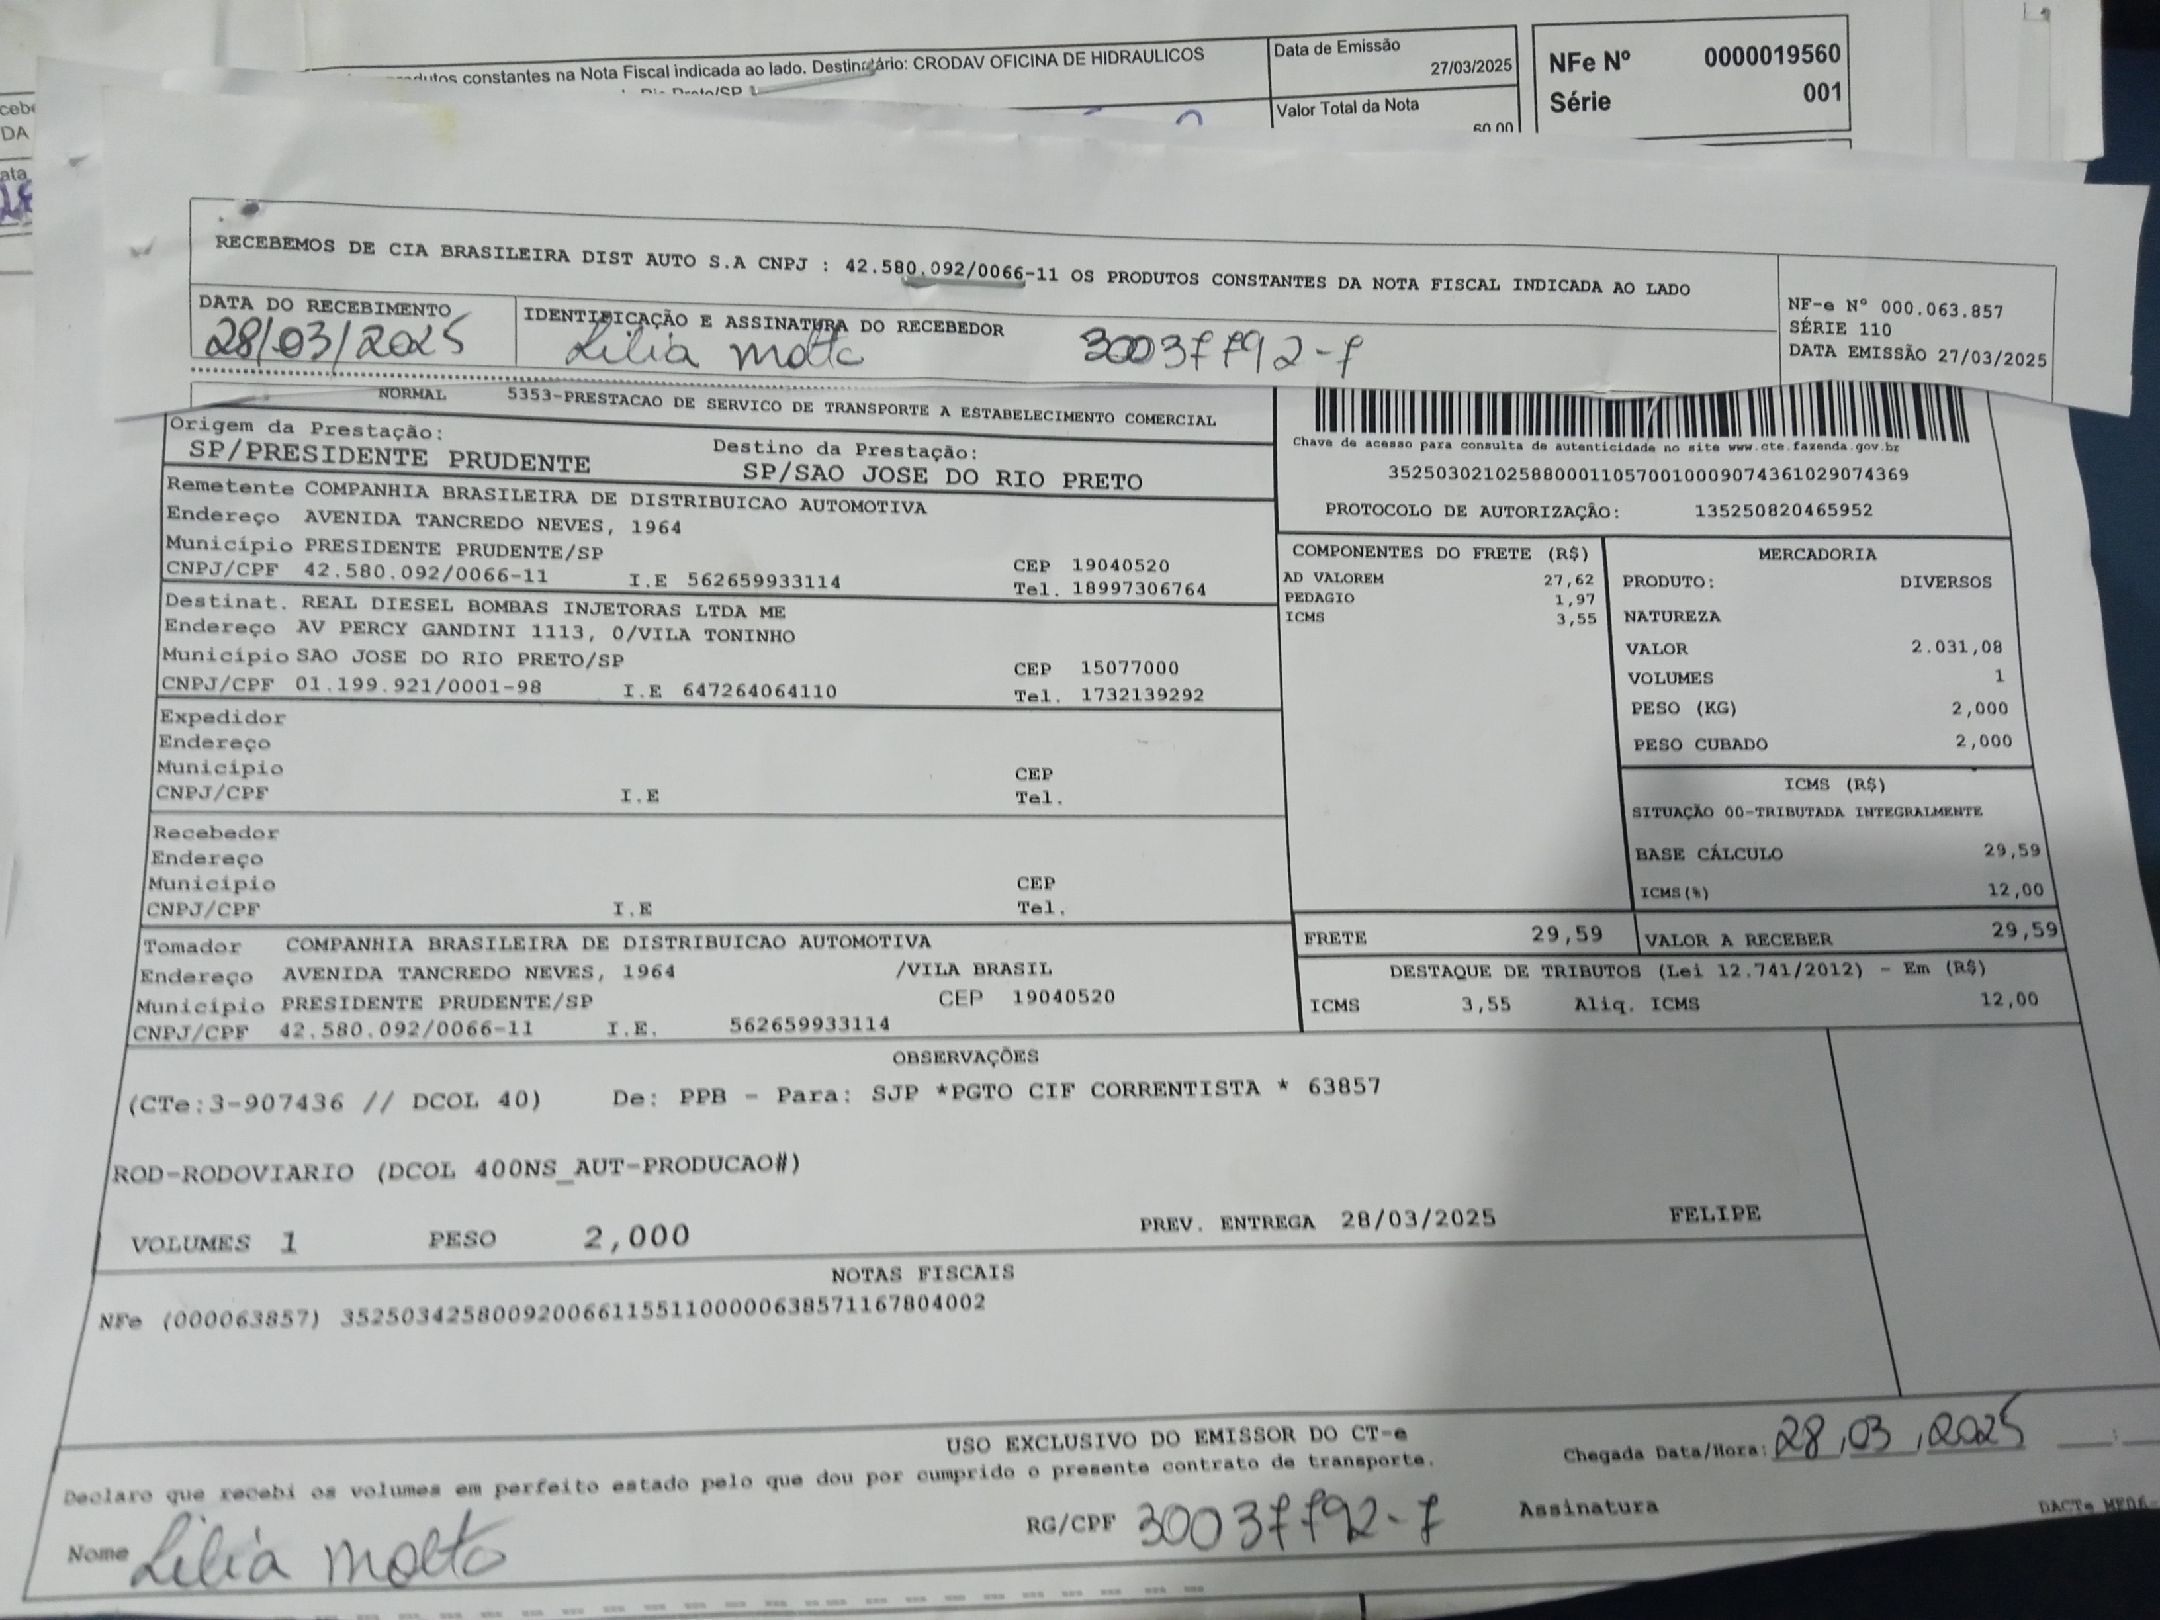 constantes na Nota Fiscal indicada ao lado. Destinatário: CRODAV OFICINA DE HIDRAULICOS
Data de Emissão
27/03/2025
Valor Total da Nota
60,00
NFe Nº 0000019560
Série 001
RECEBEMOS DE CIA BRASILEIRA DIST AUTO S.A CNPJ : 42.580.092/0066-11 OS PRODUTOS CONSTANTES DA NOTA FISCAL INDICADA AO LADO
DATA DO RECEBIMENTO
28/03/2025
IDENTIFICAÇÃO E ASSINATURA DO RECEBEDOR
Lilia Motto 30037792-7
NF-e Nº 000.063.857
SÉRIE 110
DATA EMISSÃO 27/03/2025
NORMAL 5353-PRESTACAO DE SERVICO DE TRANSPORTE A ESTABELECIMENTO COMERCIAL
Origem da Prestação:
SP/PRESIDENTE PRUDENTE
Destino da Prestação:
SP/SAO JOSE DO RIO PRETO
Chave de acesso para consulta de autenticidade no site www.cte.fazenda.gov.br
35250302102588000110570010009074361029074369
PROTOCOLO DE AUTORIZAÇÃO: 135250820465952
Remetente COMPANHIA BRASILEIRA DE DISTRIBUICAO AUTOMOTIVA
Endereço AVENIDA TANCREDO NEVES, 1964
Município PRESIDENTE PRUDENTE/SP CEP 19040520
CNPJ/CPF 42.580.092/0066-11 I.E 562659933114 Tel. 18997306764
Destinat. REAL DIESEL BOMBAS INJETORAS LTDA ME
Endereço AV PERCY GANDINI 1113, 0/VILA TONINHO
Município SAO JOSE DO RIO PRETO/SP CEP 15077000
CNPJ/CPF 01.199.921/0001-98 I.E 647264064110 Tel. 1732139292
Expedidor
Endereço
Município CEP
CNPJ/CPF I.E Tel.
Recebedor
Endereço
Município CEP
CNPJ/CPF I.E Tel.
Tomador COMPANHIA BRASILEIRA DE DISTRIBUICAO AUTOMOTIVA
Endereço AVENIDA TANCREDO NEVES, 1964 /VILA BRASIL
Município PRESIDENTE PRUDENTE/SP CEP 19040520
CNPJ/CPF 42.580.092/0066-11 I.E. 562659933114
COMPONENTES DO FRETE (R$)
AD VALOREM 27,62
PEDAGIO 1,97
ICMS 3,55
MERCADORIA
PRODUTO: DIVERSOS
NATUREZA
VALOR 2.031,08
VOLUMES 1
PESO (KG) 2,000
PESO CUBADO 2,000
ICMS (R$)
SITUAÇÃO 00-TRIBUTADA INTEGRALMENTE
BASE CÁLCULO 29,59
ICMS(%) 12,00
FRETE 29,59 VALOR A RECEBER 29,59
DESTAQUE DE TRIBUTOS (Lei 12.741/2012) - Em (R$)
ICMS 3,55 Aliq. ICMS 12,00
OBSERVAÇÕES
(CTe:3-907436 // DCOL 40) De: PPB - Para: SJP *PGTO CIF CORRENTISTA * 63857
ROD-RODOVIARIO (DCOL 400NS_AUT-PRODUCAO#)
VOLUMES 1 PESO 2,000 PREV. ENTREGA 28/03/2025 FELIPE
NOTAS FISCAIS
NFe (000063857) 35250342580092006611551100000638571167804002
USO EXCLUSIVO DO EMISSOR DO CT-e
Declaro que recebi os volumes em perfeito estado pelo que dou por cumprido o presente contrato de transporte.
Chegada Data/Hora: 28,03,2025
Nome Lilia Motto RG/CPF 30037792-7 Assinatura